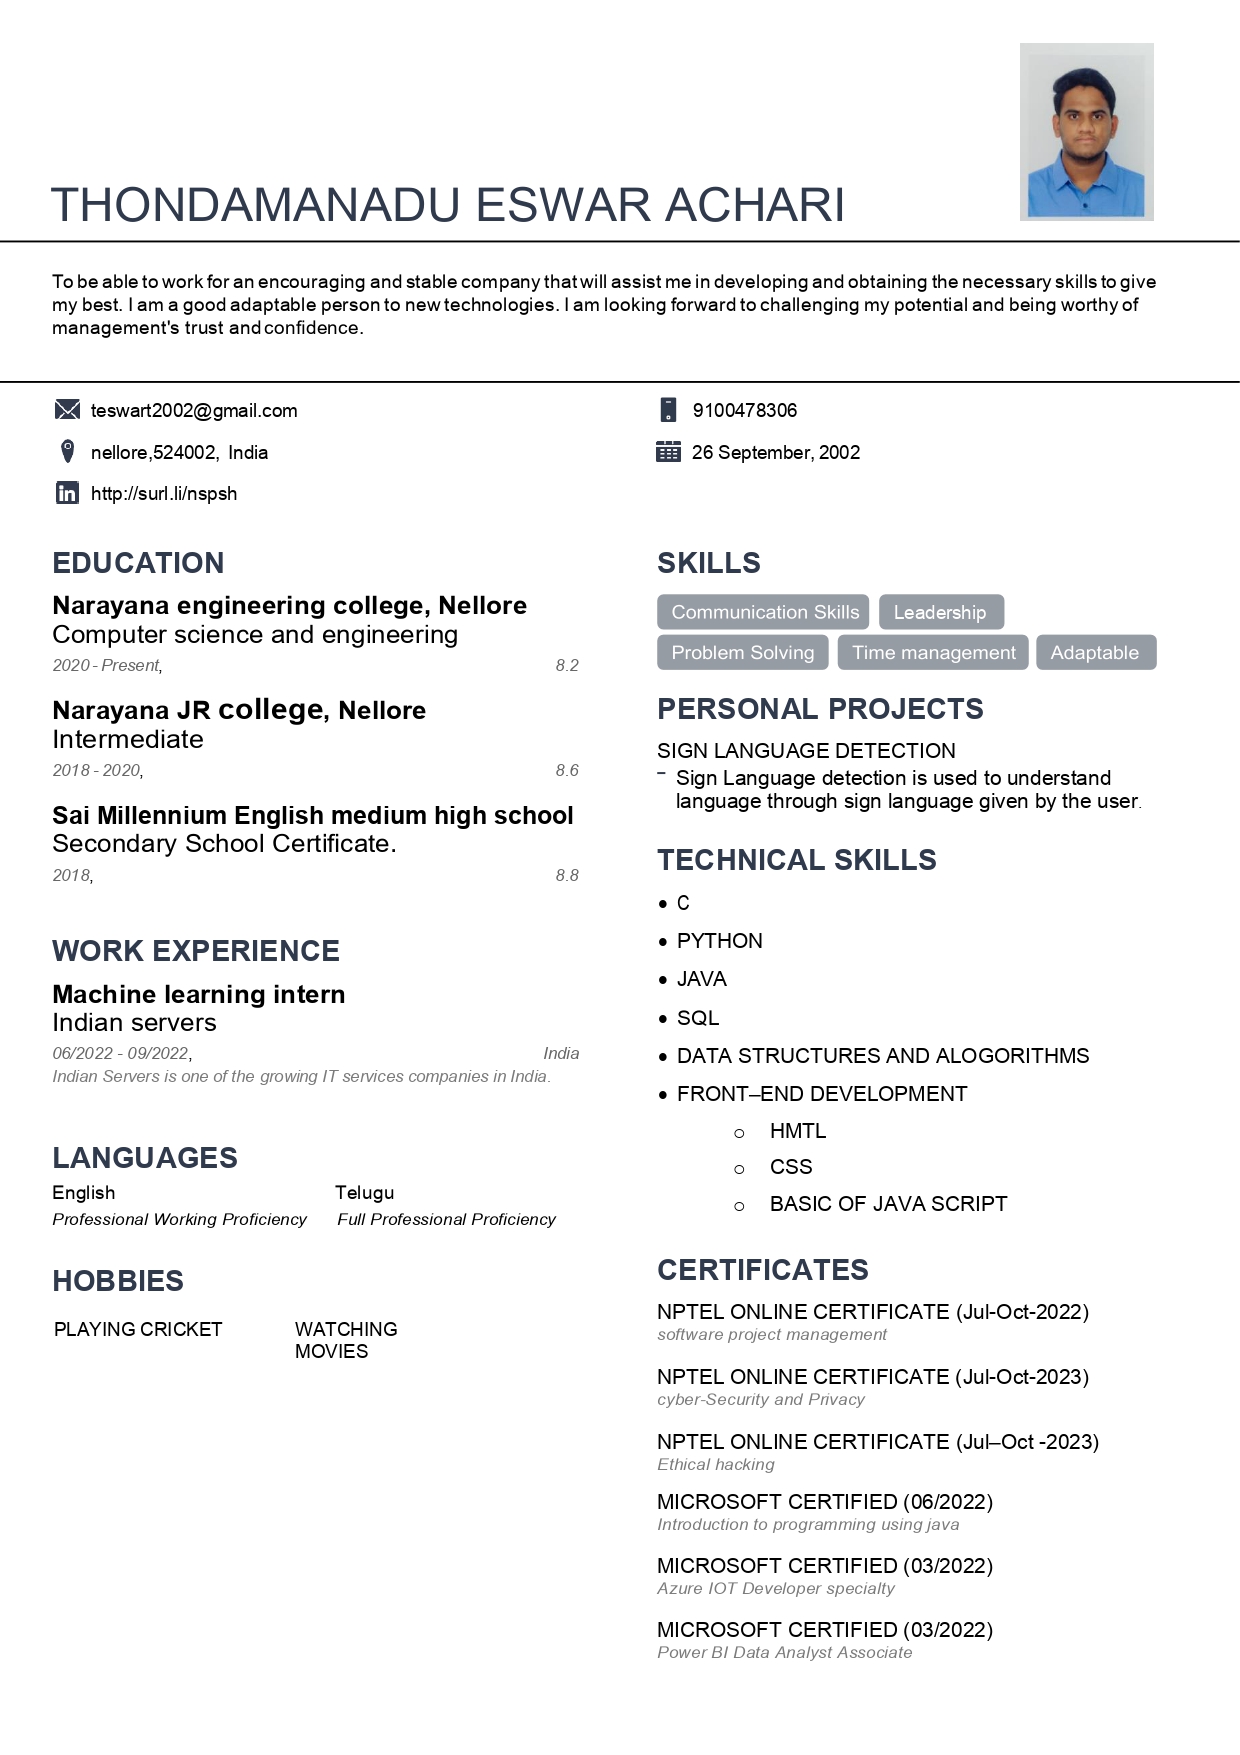 THONDAMANADU ESWAR ACHARI
To be able to work for an encouraging and stable company that will assist me in developing and obtaining the necessary skills to give
my best. I am a good adaptable person to new technologies. I am looking forward to challenging my potential and being worthy of
management's trust and confidence.
teswart2002@gmail.com
9100478306
nellore,524002, India
26 September, 2002
http://surl.li/nspsh
EDUCATION
Narayana engineering college, Nellore
Computer science and engineering
2020 - Present, 8.2
Narayana JR college, Nellore
Intermediate
2018 - 2020, 8.6
Sai Millennium English medium high school
Secondary School Certificate.
2018, 8.8
WORK EXPERIENCE
Machine learning intern
Indian servers
06/2022 - 09/2022, India
Indian Servers is one of the growing IT services companies in India.
LANGUAGES
English Telugu
Professional Working Proficiency Full Professional Proficiency
HOBBIES
PLAYING CRICKET WATCHING
MOVIES
SKILLS
Communication Skills Leadership
Problem Solving Time management Adaptable
PERSONAL PROJECTS
SIGN LANGUAGE DETECTION
– Sign Language detection is used to understand
language through sign language given by the user.
TECHNICAL SKILLS
• C
• PYTHON
• JAVA
• SQL
• DATA STRUCTURES AND ALOGORITHMS
• FRONT–END DEVELOPMENT
o HMTL
o CSS
o BASIC OF JAVA SCRIPT
CERTIFICATES
NPTEL ONLINE CERTIFICATE (Jul-Oct-2022)
software project management
NPTEL ONLINE CERTIFICATE (Jul-Oct-2023)
cyber-Security and Privacy
NPTEL ONLINE CERTIFICATE (Jul–Oct -2023)
Ethical hacking
MICROSOFT CERTIFIED (06/2022)
Introduction to programming using java
MICROSOFT CERTIFIED (03/2022)
Azure IOT Developer specialty
MICROSOFT CERTIFIED (03/2022)
Power BI Data Analyst Associate